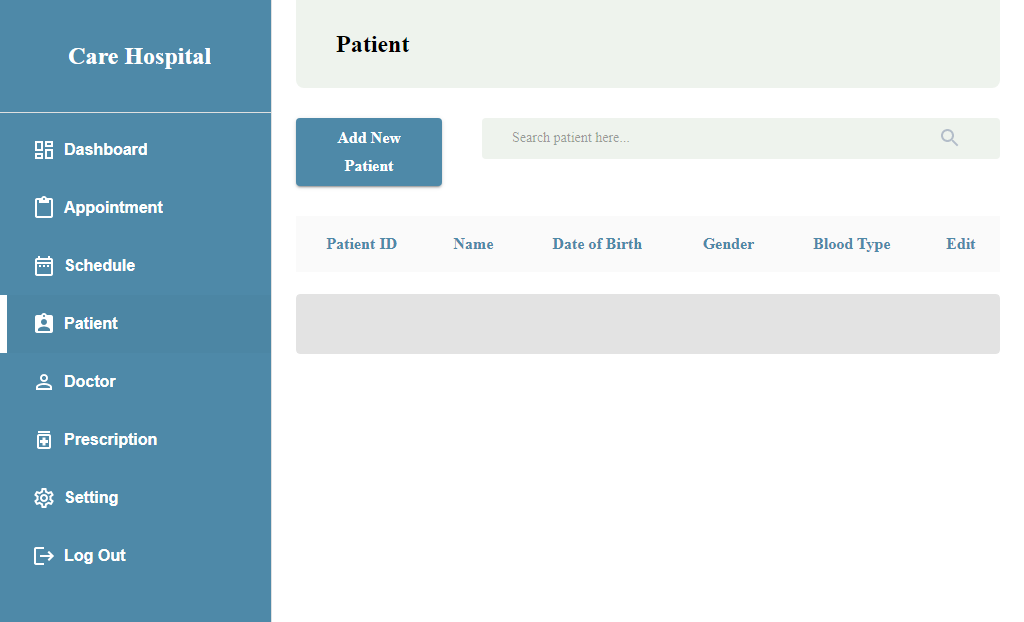 Care Hospital
Dashboard
Appointment
Schedule
Patient
Doctor
Prescription
Setting
Log Out
Patient
Add New
Patient
Search patient here...
Patient ID Name Date of Birth Gender Blood Type Edit